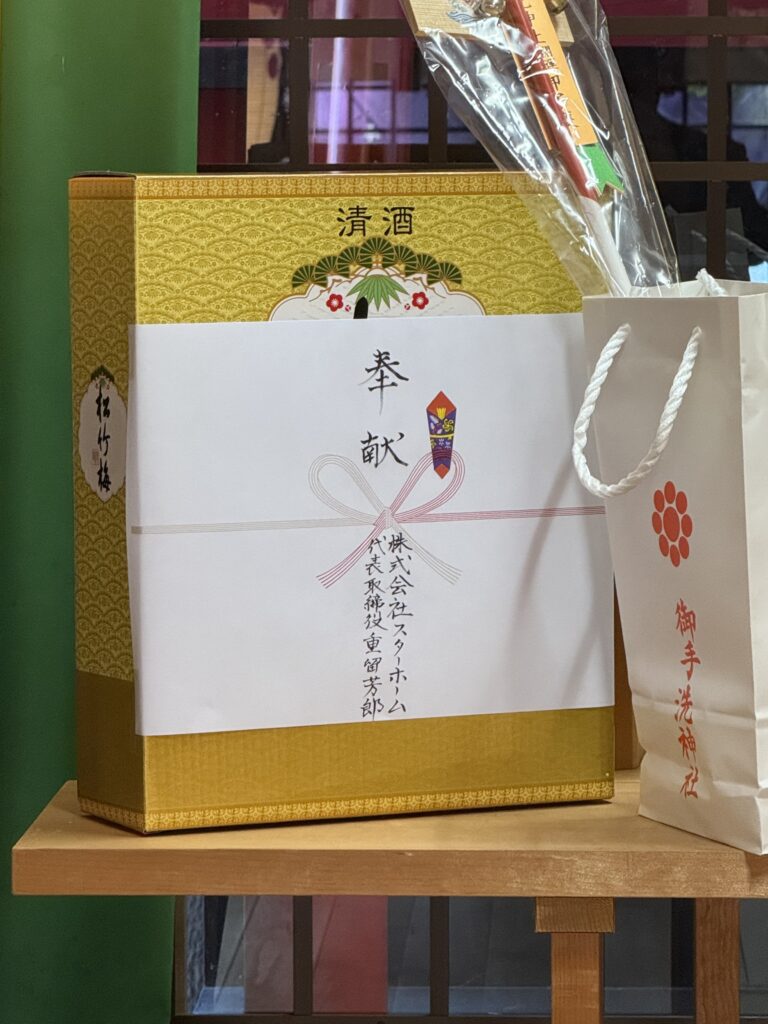 清酒
松竹梅
奉献
株式会社スターホーム
代表取締役重留芳郎
御手洗神社